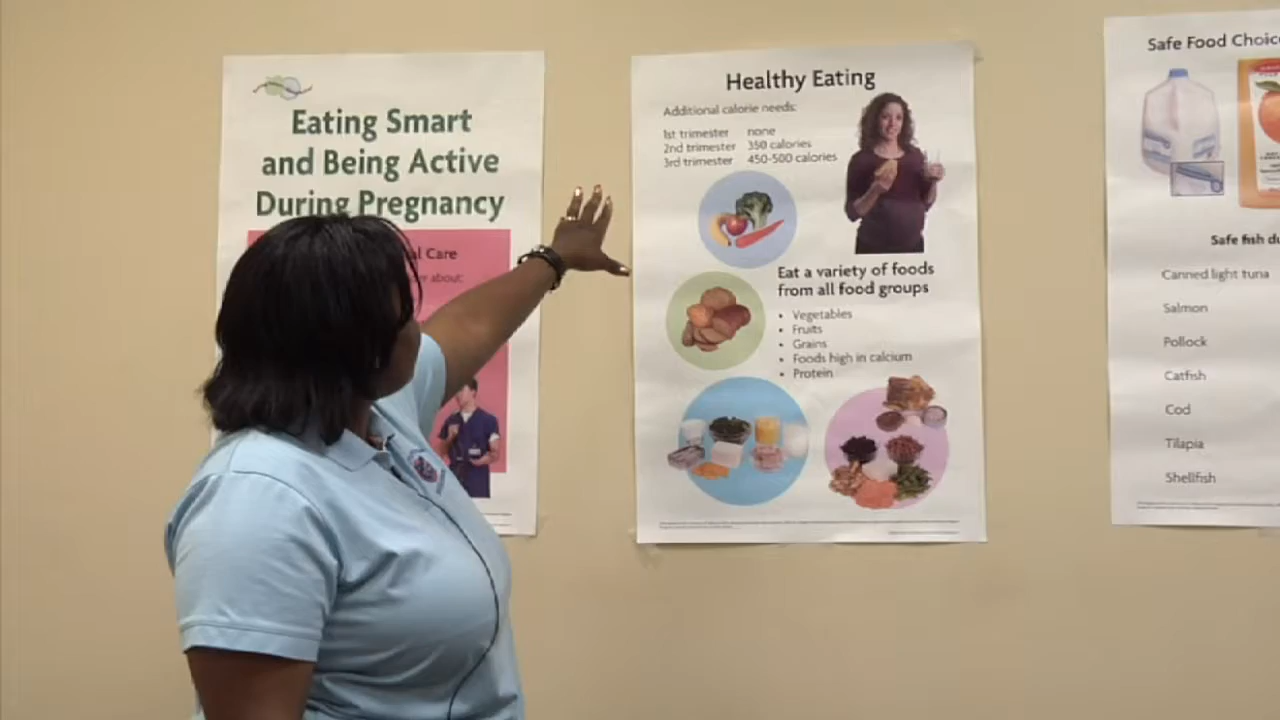 Eating Smart
and Being Active
During Pregnancy
al Care
about:
Healthy Eating
Additional calorie needs:
1st trimester none
2nd trimester 350 calories
3rd trimester 450-500 calories
Eat a variety of foods
from all food groups
• Vegetables
• Fruits
• Grains
• Foods high in calcium
• Protein
Safe Food Choic
Safe fish du
Canned light tuna
Salmon
Pollock
Catfish
Cod
Tilapia
Shellfish